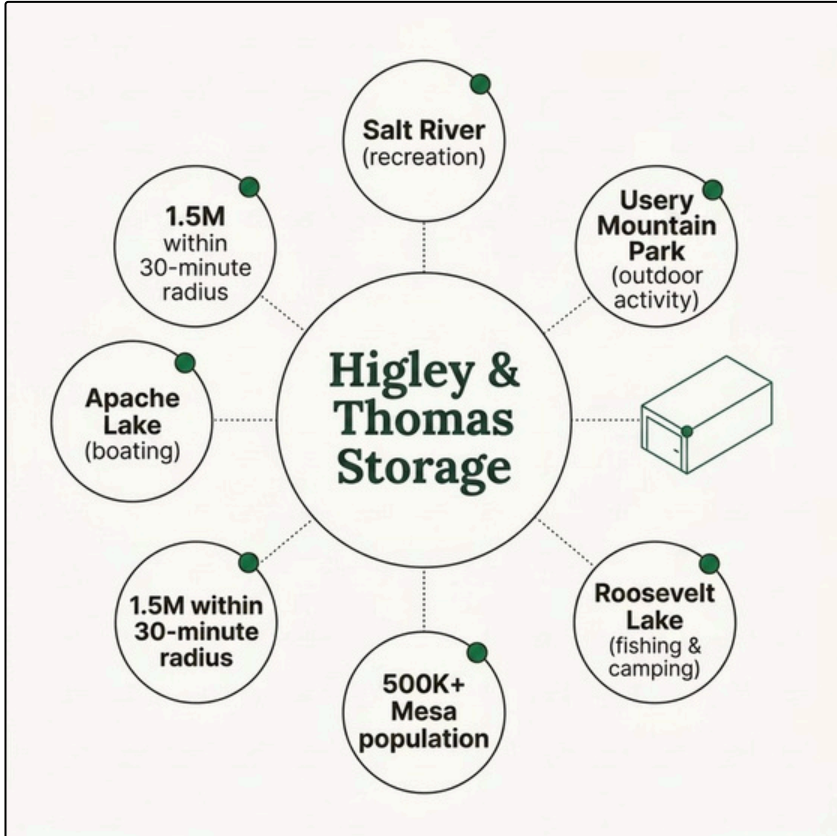 Salt River
(recreation)
1.5M
within
30-minute
radius
Usery
Mountain
Park
(outdoor
activity)
Apache
Lake
(boating)
Higley &
Thomas
Storage
1.5M within
30-minute
radius
Roosevelt
Lake
(fishing &
camping)
500K+
Mesa
population